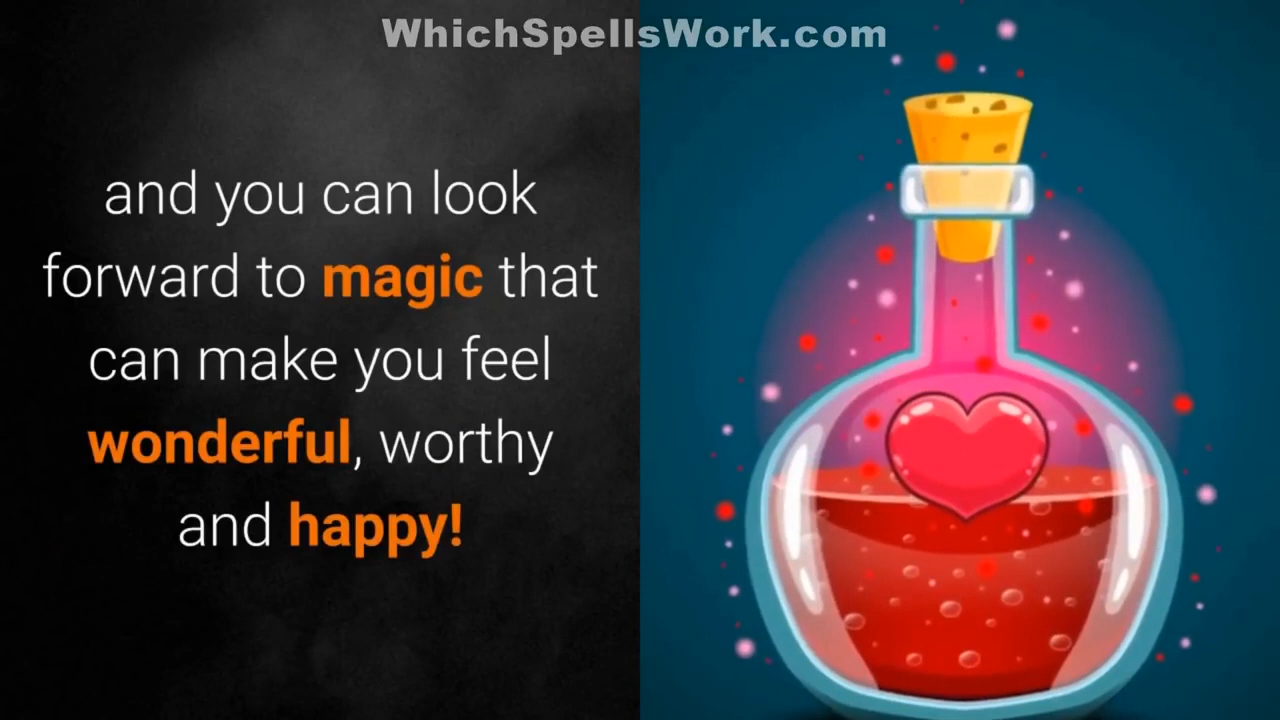 WhichSpellsWork.com
and you can look
forward to magic that
can make you feel
wonderful, worthy
and happy!